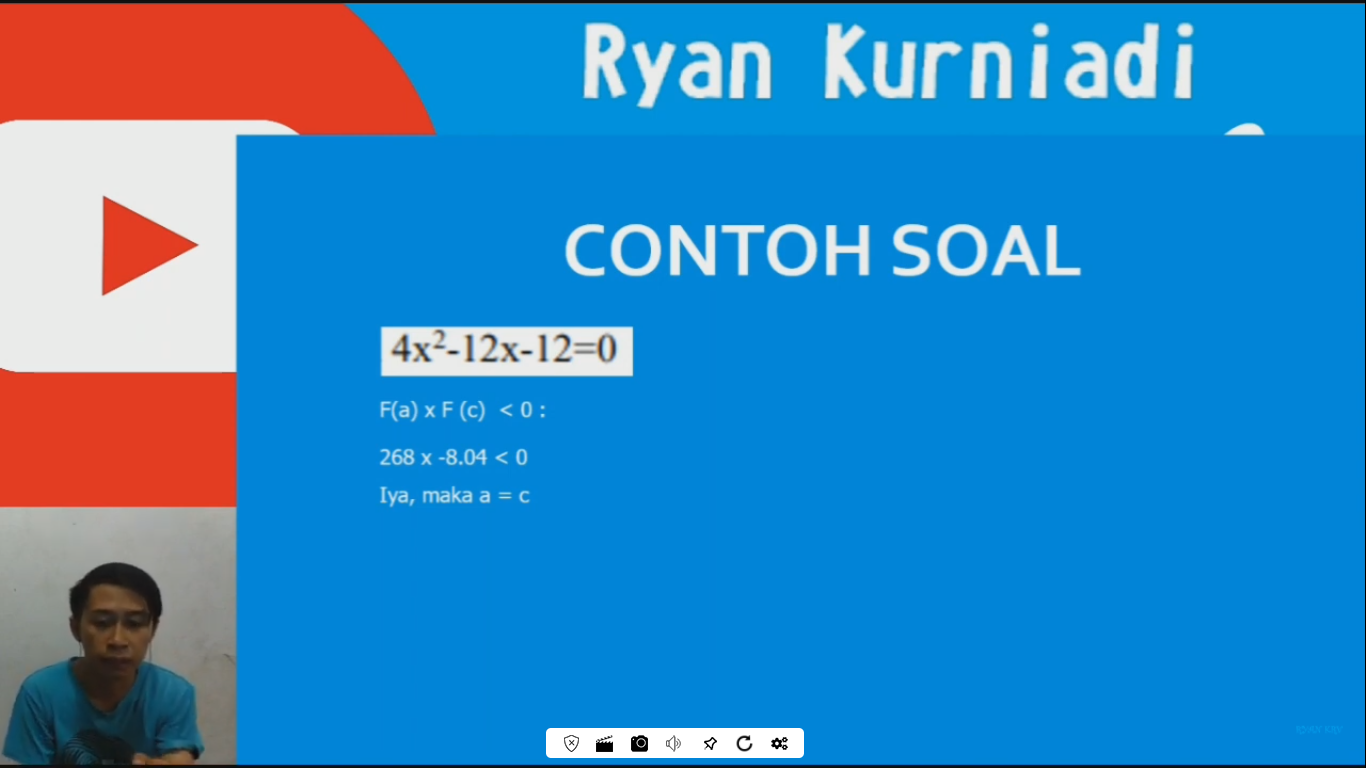 Ryan Kurniadi
CONTOH SOAL
4x²-12x-12=0
F(a) x F (c)  < 0 :
268 x -8.04 < 0
Iya, maka a = c